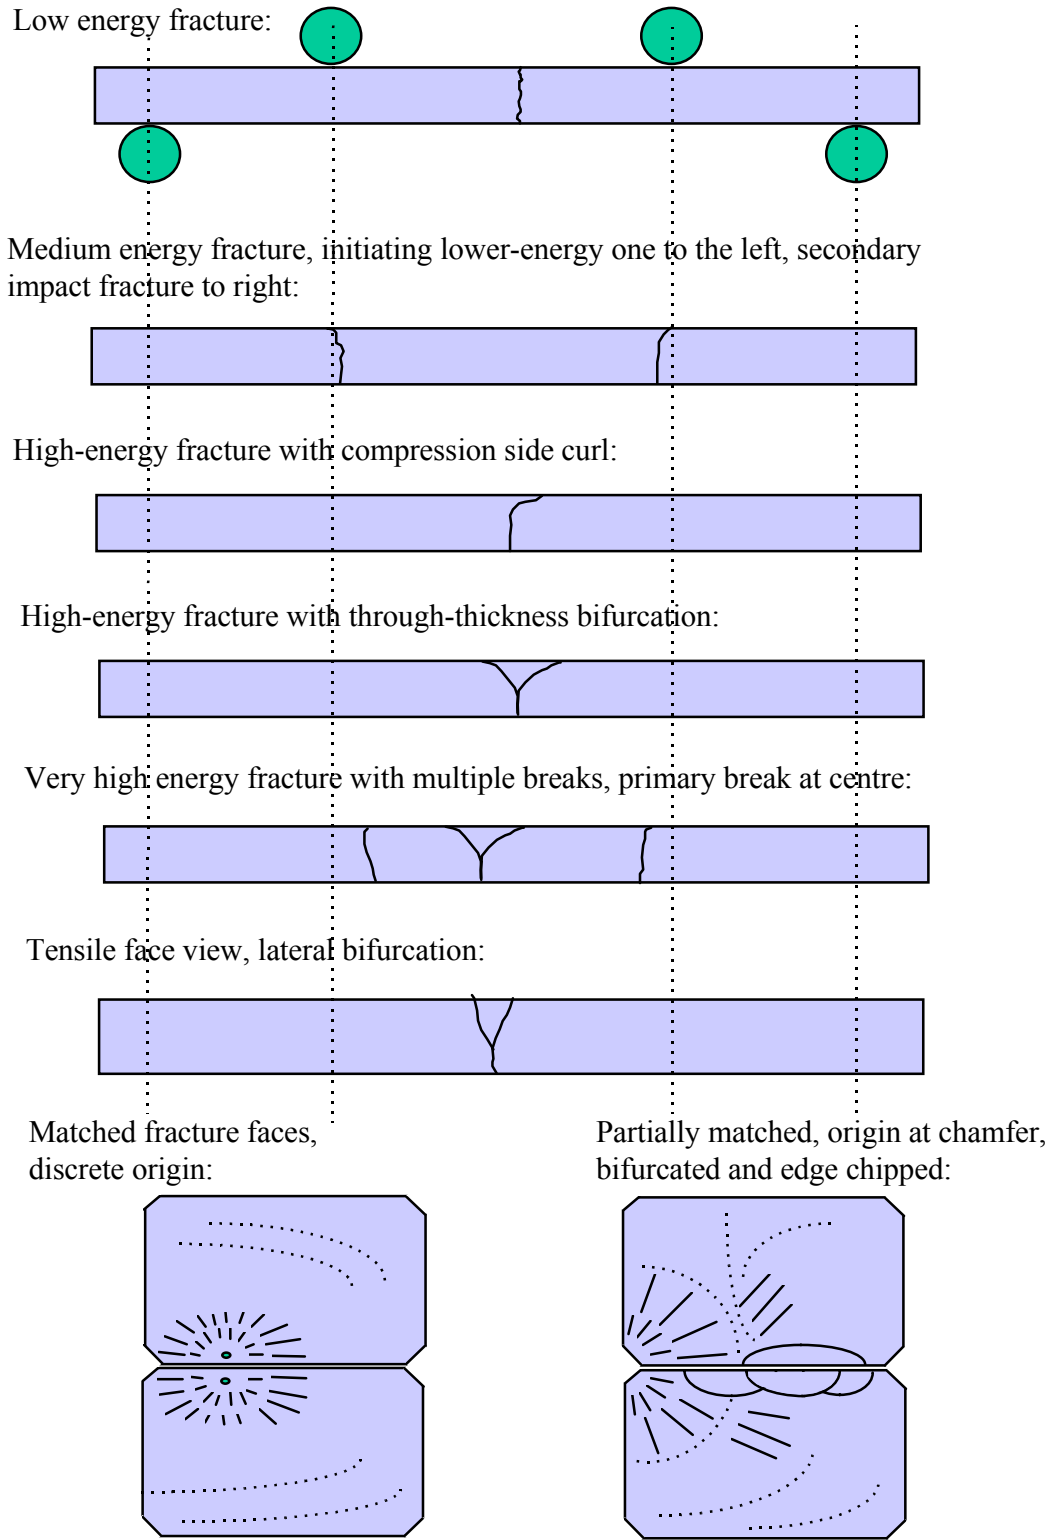 Low energy fracture:
Medium energy fracture, initiating lower-energy one to the left, secondary
impact fracture to right:
High-energy fracture with compression side curl:
High-energy fracture with through-thickness bifurcation:
Very high energy fracture with multiple breaks, primary break at centre:
Tensile face view, lateral bifurcation:
Matched fracture faces,
discrete origin:
Partially matched, origin at chamfer,
bifurcated and edge chipped: